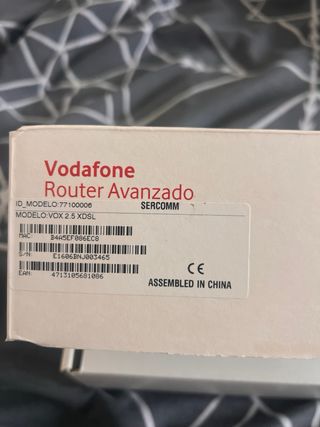 Vodafone
Router Avanzado
ID_MODELO:77100006 SERCOMM
MODELO:VOX 2.5 XDSL
MAC: B4A5EF086EC8
S/N: E1606BNJ003465
CE
EAN: 4713105681086
ASSEMBLED IN CHINA